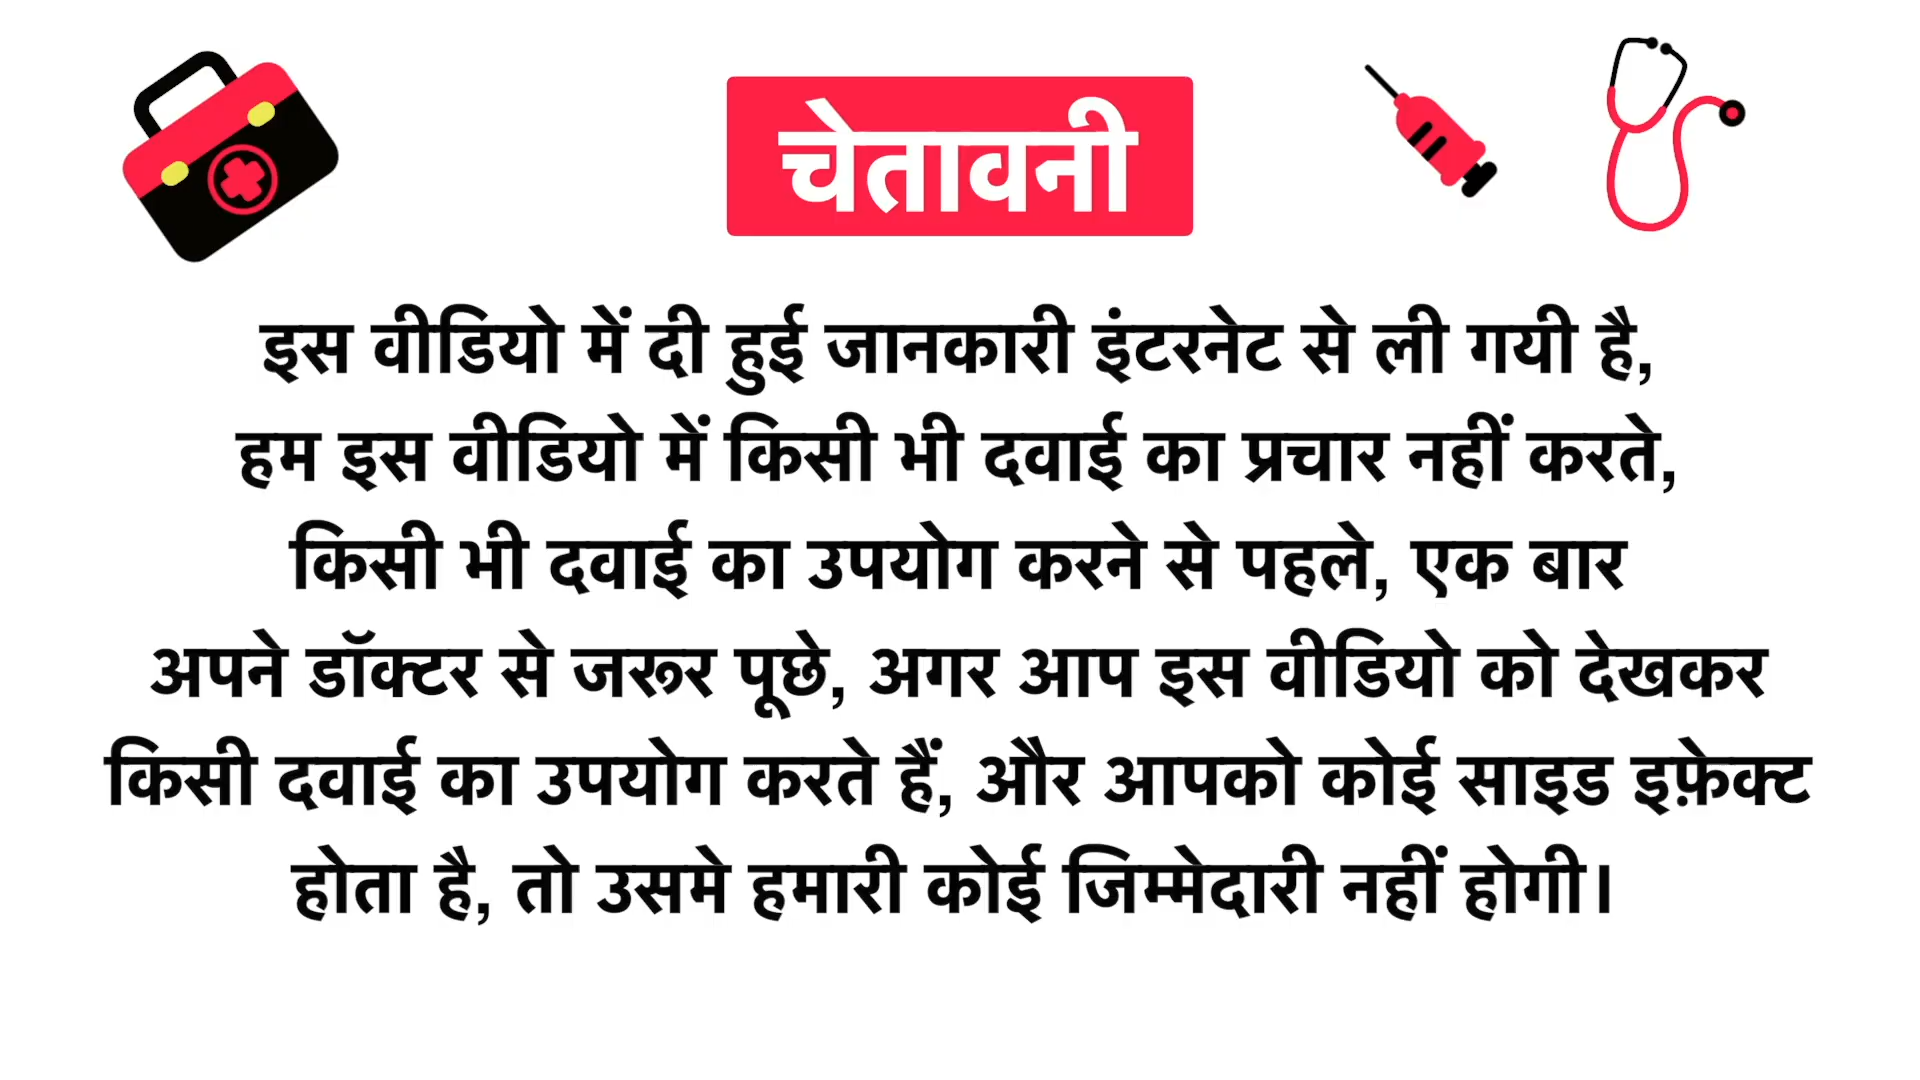 चेतावनी
इस वीडियो में दी हुई जानकारी इंटरनेट से ली गयी है,
हम इस वीडियो में किसी भी दवाई का प्रचार नहीं करते,
किसी भी दवाई का उपयोग करने से पहले, एक बार
अपने डॉक्टर से जरूर पूछे, अगर आप इस वीडियो को देखकर
किसी दवाई का उपयोग करते हैं, और आपको कोई साइड इफ़ेक्ट
होता है, तो उसमे हमारी कोई जिम्मेदारी नहीं होगी।